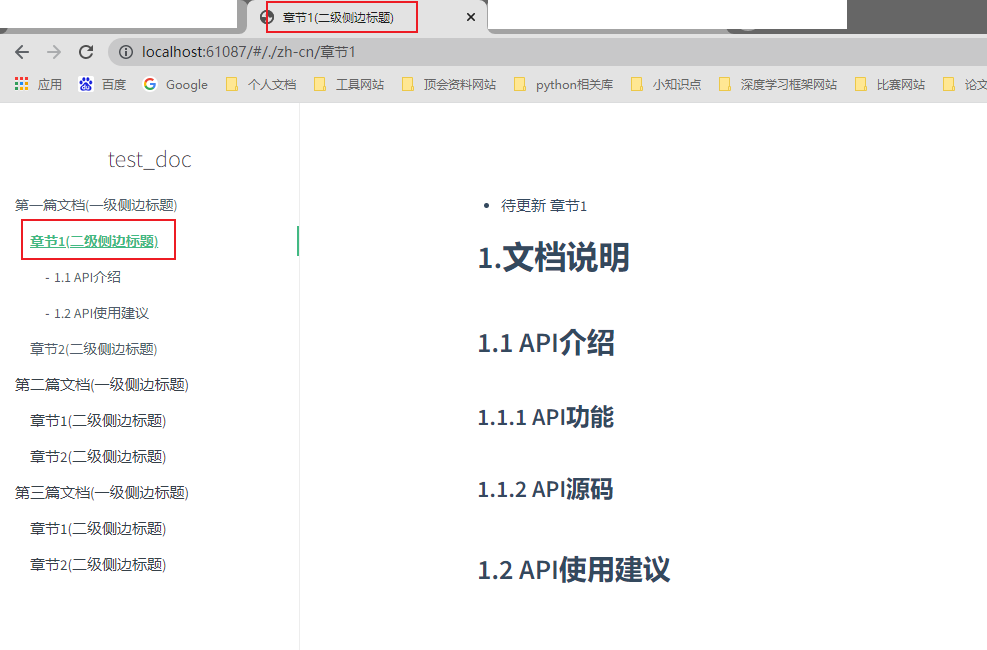 章节1(二级侧边标题)
localhost:61087/#/./zh-cn/章节1
应用 百度 Google 个人文档 工具网站 顶会资料网站 python相关库 小知识点 深度学习框架网站 比赛网站 论文
test_doc
第一篇文档(一级侧边标题)
章节1(二级侧边标题)
- 1.1 API介绍
- 1.2 API使用建议
章节2(二级侧边标题)
第二篇文档(一级侧边标题)
章节1(二级侧边标题)
章节2(二级侧边标题)
第三篇文档(一级侧边标题)
章节1(二级侧边标题)
章节2(二级侧边标题)
• 待更新 章节1
1.文档说明
1.1 API介绍
1.1.1 API功能
1.1.2 API源码
1.2 API使用建议